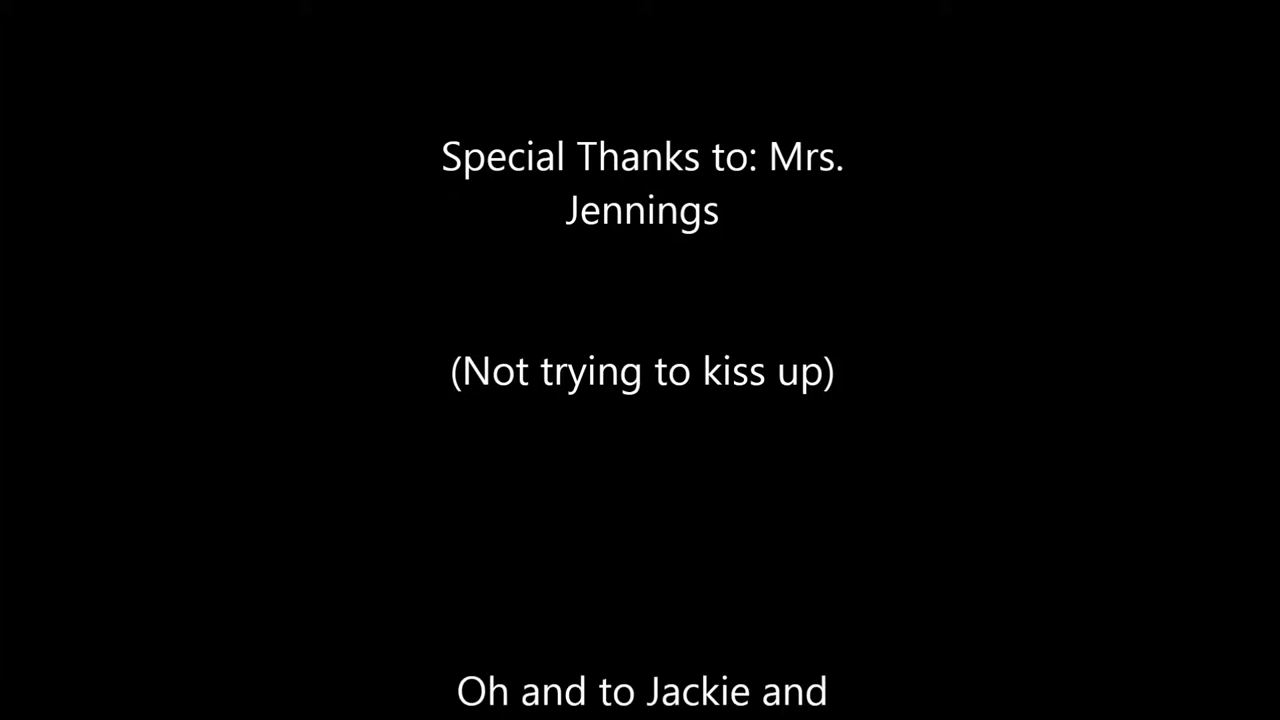 Special Thanks to: Mrs.
Jennings
(Not trying to kiss up)
Oh and to Jackie and